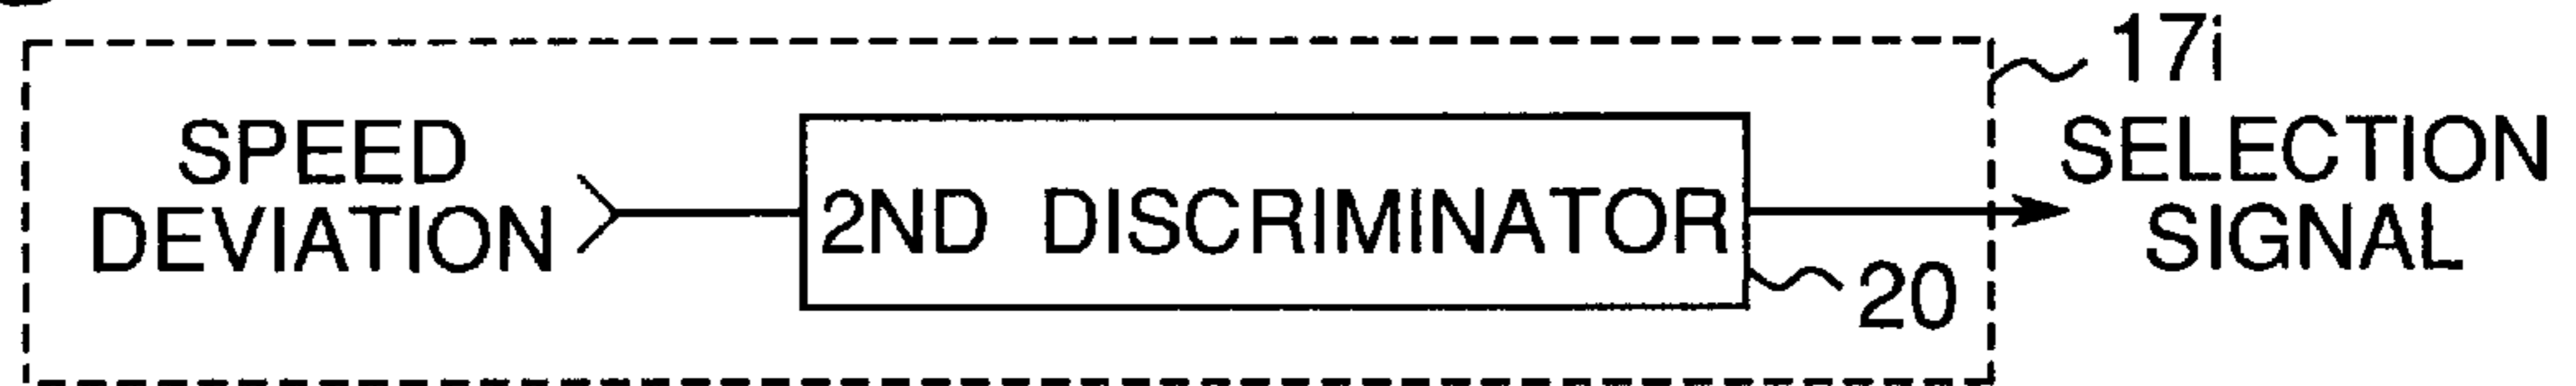 17i
SPEED
DEVIATION
2ND DISCRIMINATOR
20
SELECTION
SIGNAL